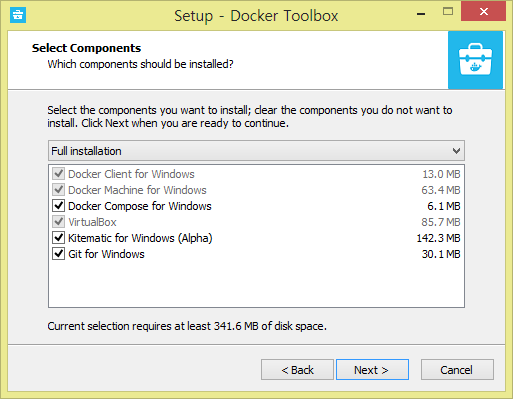 Setup - Docker Toolbox
Select Components
Which components should be installed?
Select the components you want to install; clear the components you do not want to
install. Click Next when you are ready to continue.
Full installation
Docker Client for Windows 13.0 MB
Docker Machine for Windows 63.4 MB
Docker Compose for Windows 6.1 MB
VirtualBox 85.7 MB
Kitematic for Windows (Alpha) 142.3 MB
Git for Windows 30.1 MB
Current selection requires at least 341.6 MB of disk space.
< Back Next > Cancel